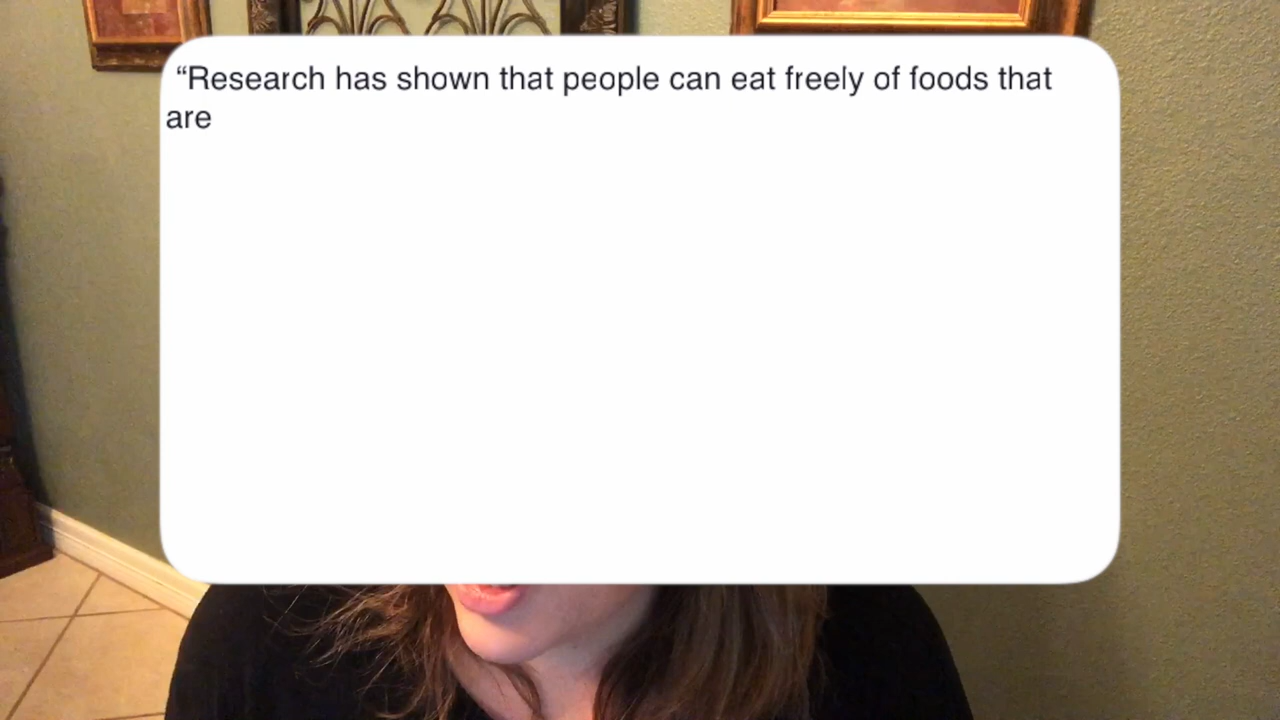 “Research has shown that people can eat freely of foods that
are